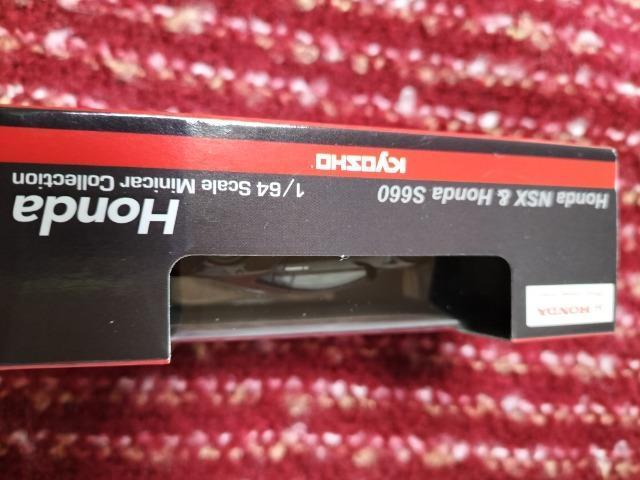 KYOSHO
Honda NSX & Honda S660
1/64 Scale Minicar Collection
Honda
HONDA